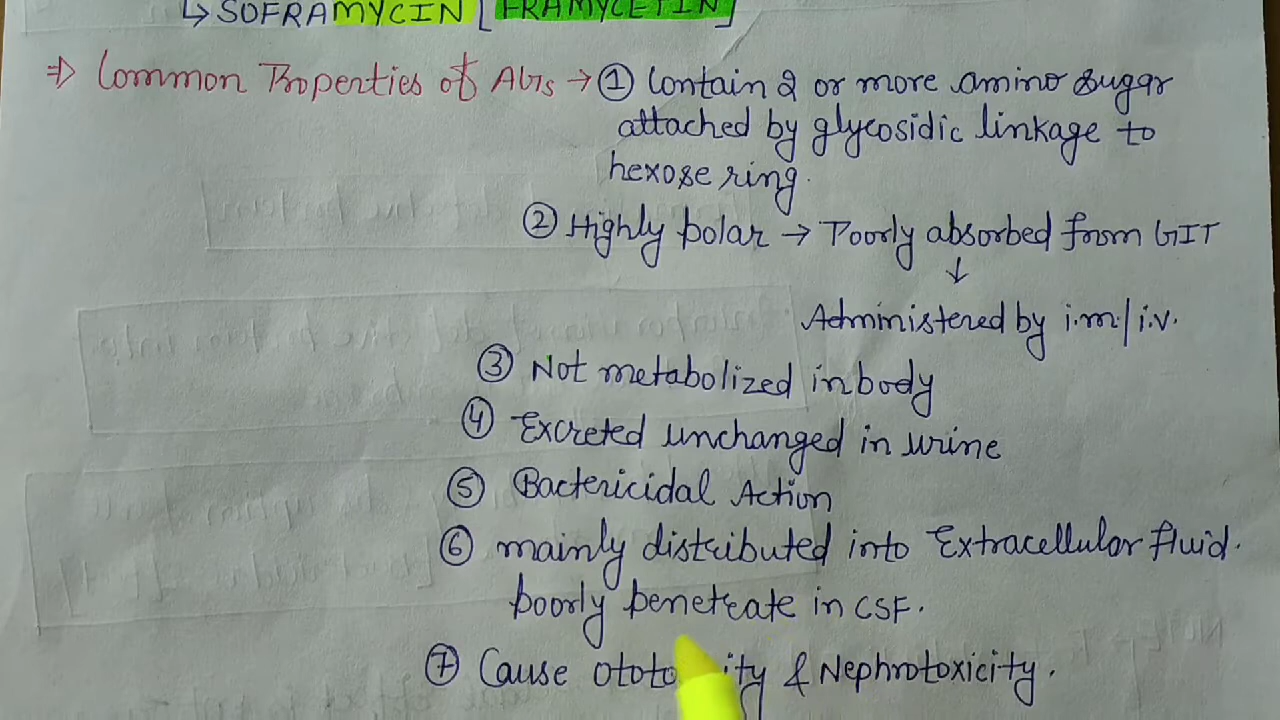 ↳ SOFRAMYCIN [FRAMYCETIN]
⇒ Common Properties of AGs → ① Contain 2 or more amino sugar
attached by glycosidic linkage to
hexose ring.
② Highly polar → Poorly absorbed from GIT
↓
Administered by i.m./i.v.
③ Not metabolized in body
④ Excreted unchanged in urine
⑤ Bactericidal Action
⑥ mainly distributed into Extracellular fluid.
poorly penetrate in CSF.
⑦ Cause & Nephrotoxicity.